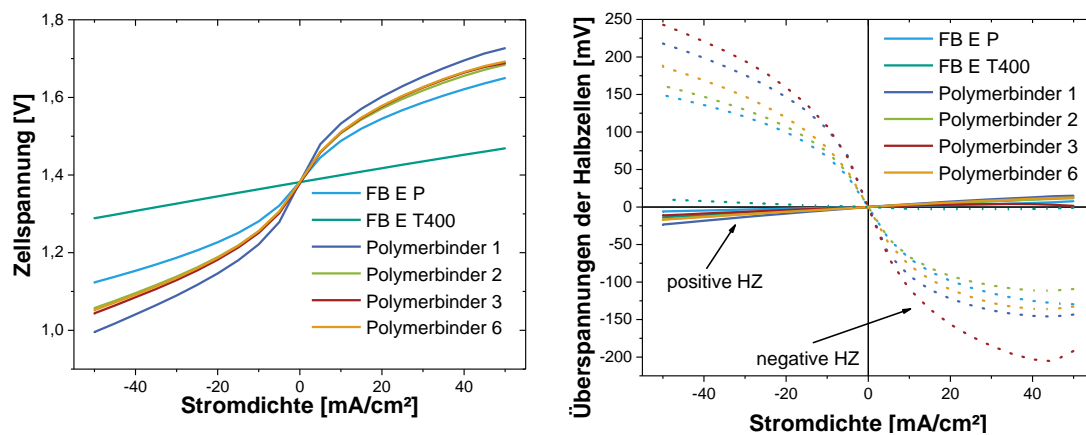 1,8
1,6
1,4
1,2
1,0
Zellspannung [V]
-40
-20
0
20
40
Stromdichte [mA/cm²]
FB E P
FB E T400
Polymerbinder 1
Polymerbinder 2
Polymerbinder 3
Polymerbinder 6
250
200
150
100
50
0
-50
-100
-150
-200
Überspannungen der Halbzellen [mV]
-40
-20
0
20
40
Stromdichte [mA/cm²]
FB E P
FB E T400
Polymerbinder 1
Polymerbinder 2
Polymerbinder 3
Polymerbinder 6
positive HZ
negative HZ